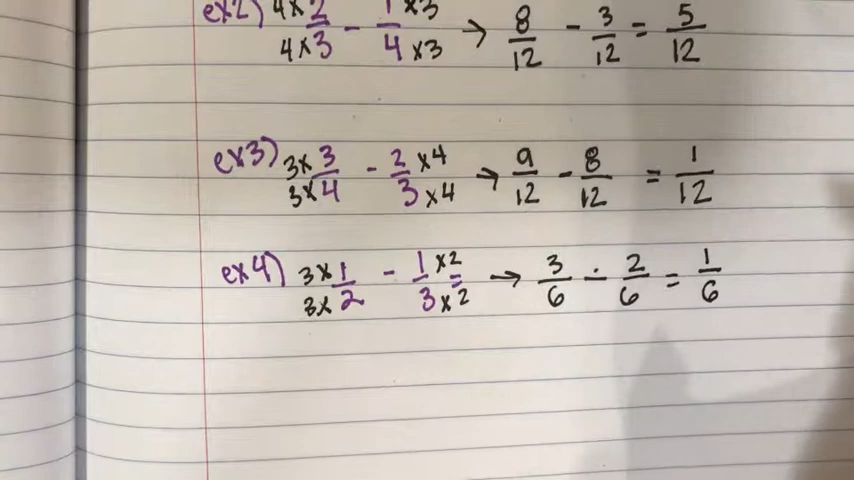 ex2) 4×2/4×3 - 1×3/4×3 → 8/12 - 3/12 = 5/12
ex3) 3×3/3×4 - 2×4/3×4 → 9/12 - 8/12 = 1/12
ex4) 3×1/3×2 - 1×2/3×2 = → 3/6 ÷ 2/6 = 1/6